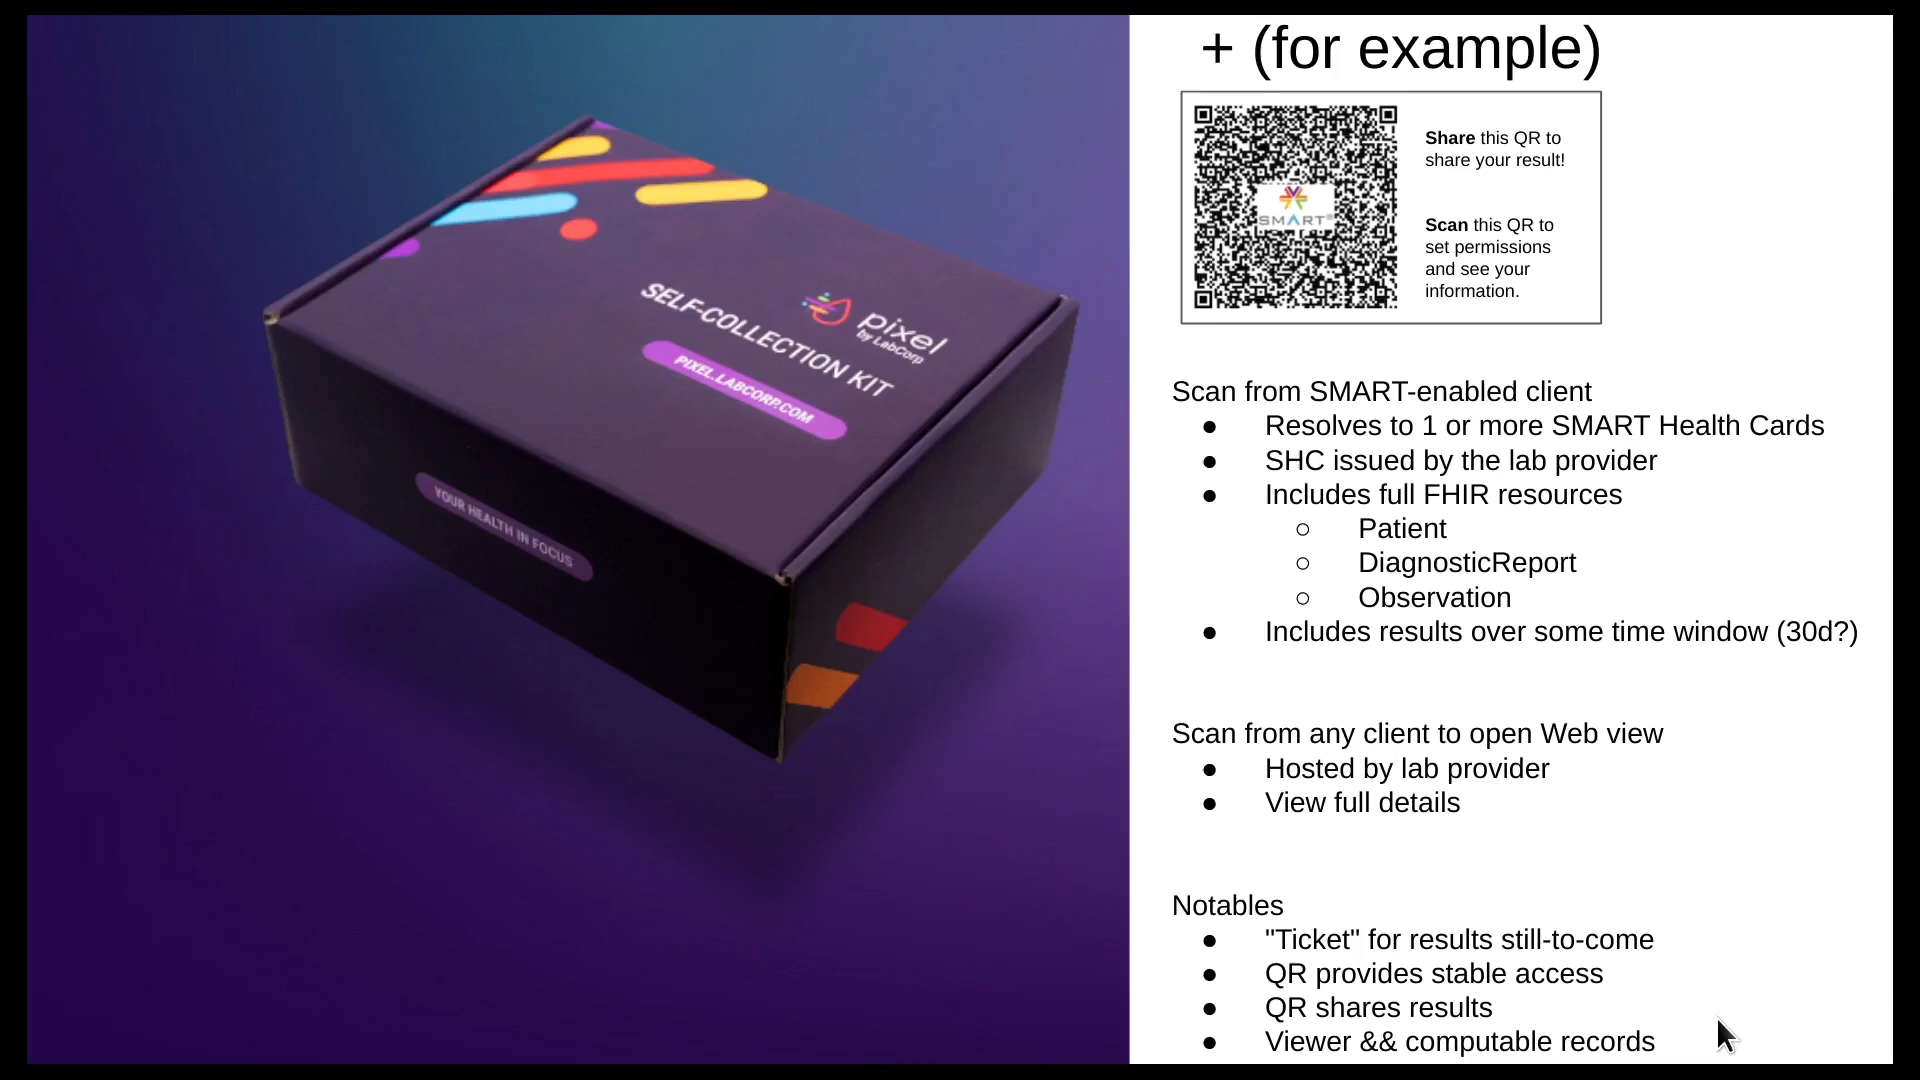 + (for example)
SMART®
Share this QR to
share your result!
Scan this QR to
set permissions
and see your
information.
pixel
by LabCorp
SELF-COLLECTION KIT
PIXEL.LABCORP.COM
YOUR HEALTH IN FOCUS
Scan from SMART-enabled client
● Resolves to 1 or more SMART Health Cards
● SHC issued by the lab provider
● Includes full FHIR resources
○ Patient
○ DiagnosticReport
○ Observation
● Includes results over some time window (30d?)
Scan from any client to open Web view
● Hosted by lab provider
● View full details
Notables
● "Ticket" for results still-to-come
● QR provides stable access
● QR shares results
● Viewer && computable records